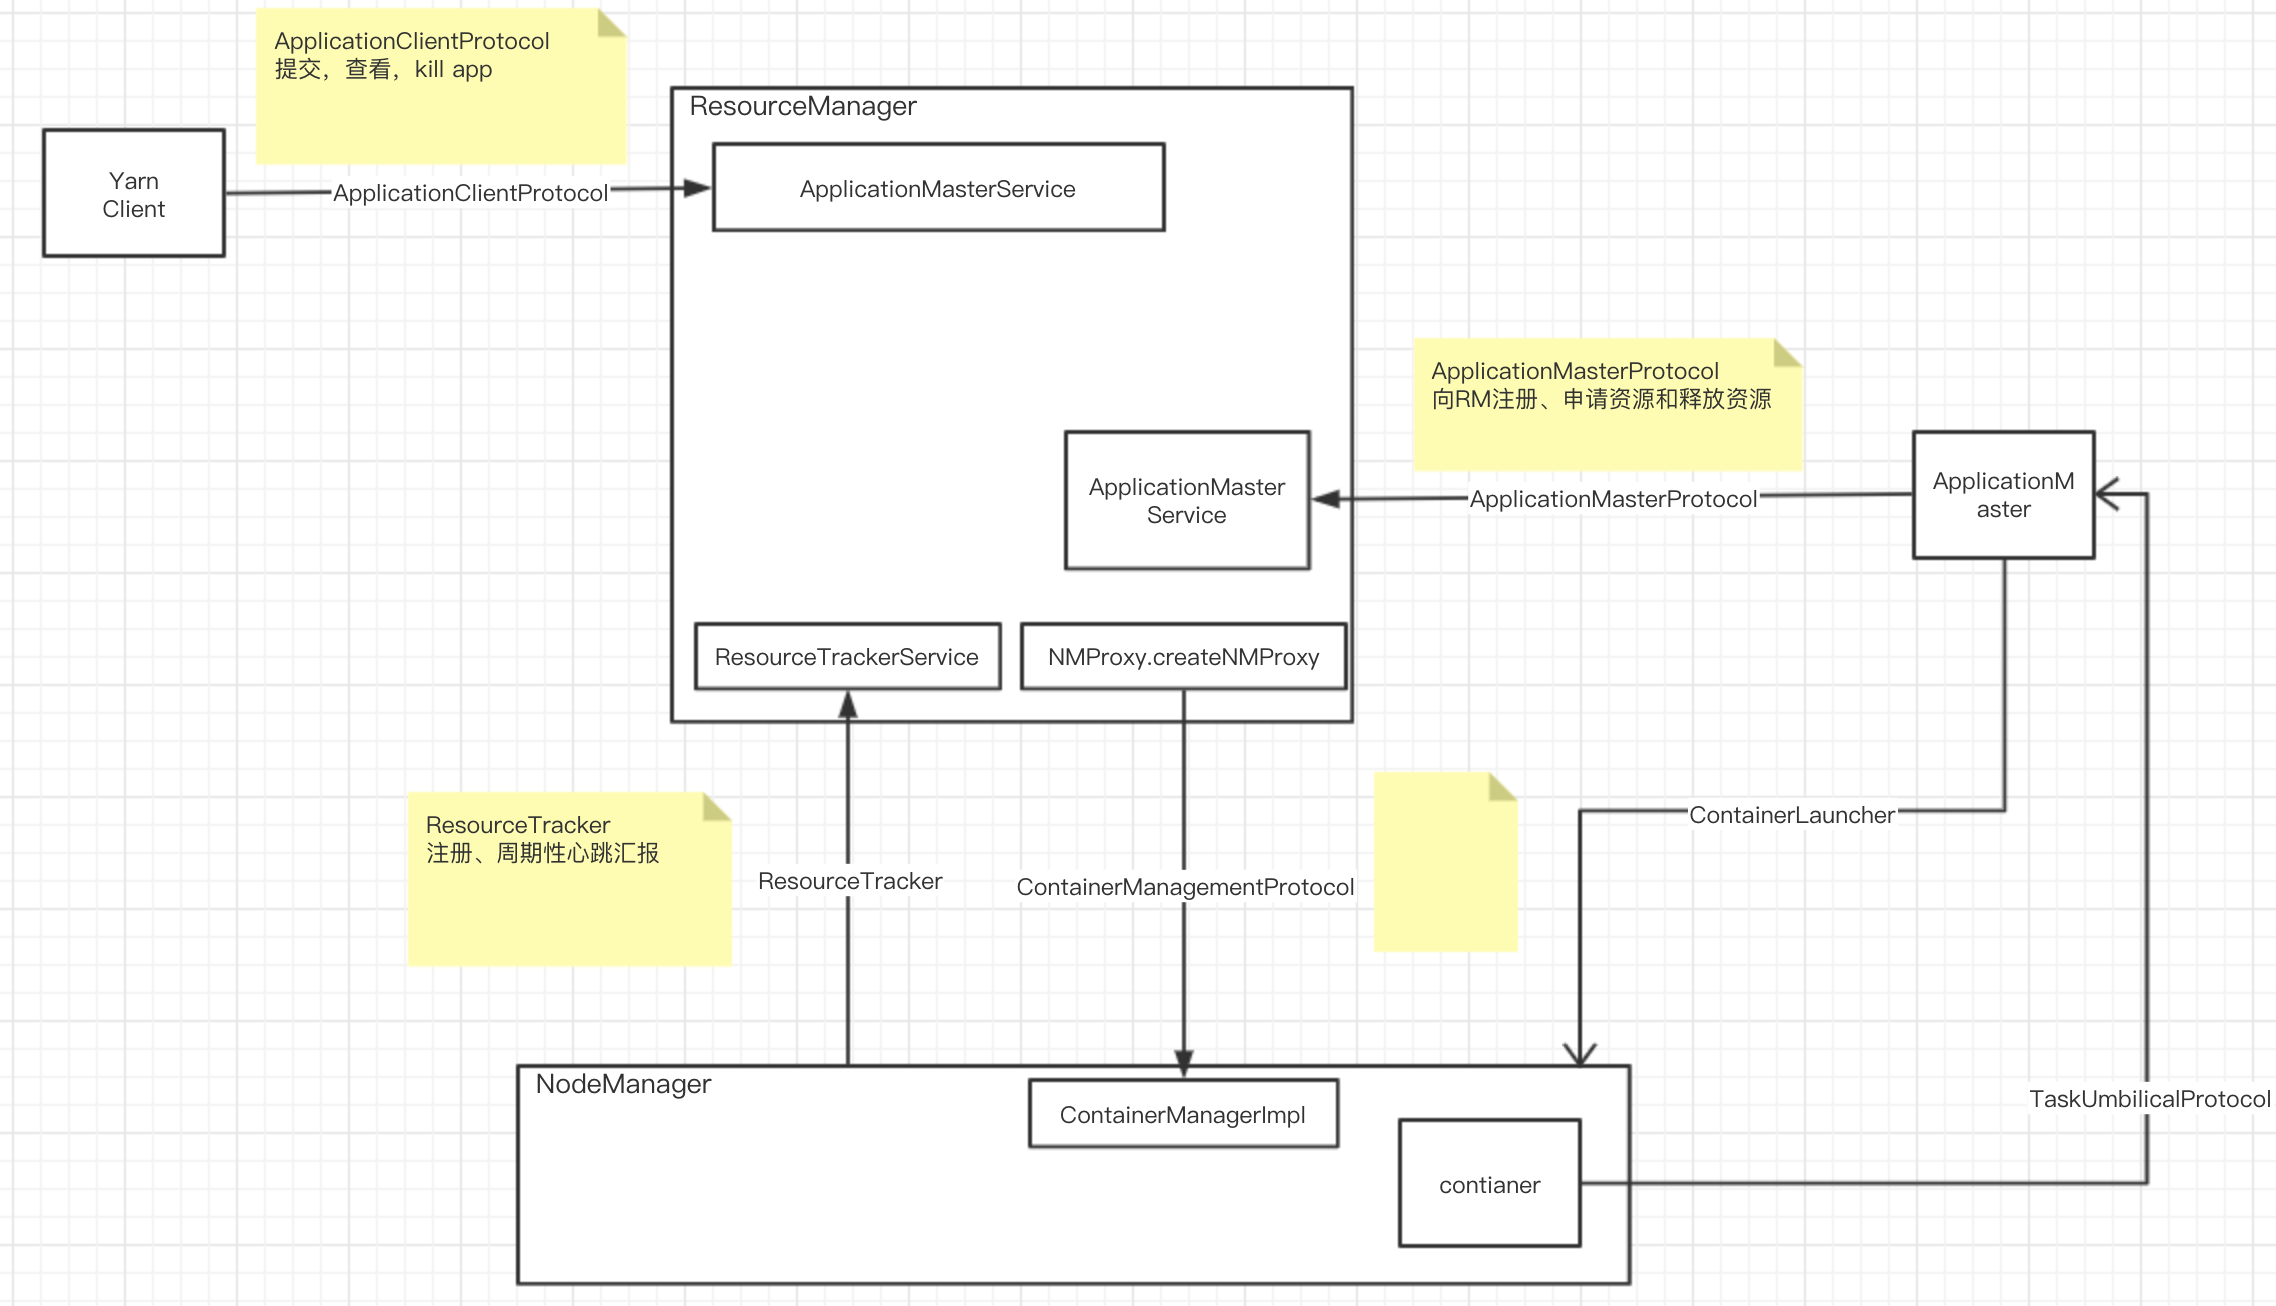 ApplicationClientProtocol
提交，查看，kill app
Yarn
Client
ApplicationClientProtocol
ResourceManager
ApplicationMasterService
ApplicationMasterProtocol
向RM注册、申请资源和释放资源
ApplicationMaster
Service
ApplicationMasterProtocol
ApplicationM
aster
ResourceTrackerService
NMProxy.createNMProxy
ResourceTracker
注册、周期性心跳汇报
ResourceTracker
ContainerManagementProtocol
ContainerLauncher
NodeManager
ContainerManagerImpl
contianer
TaskUmbilicalProtocol